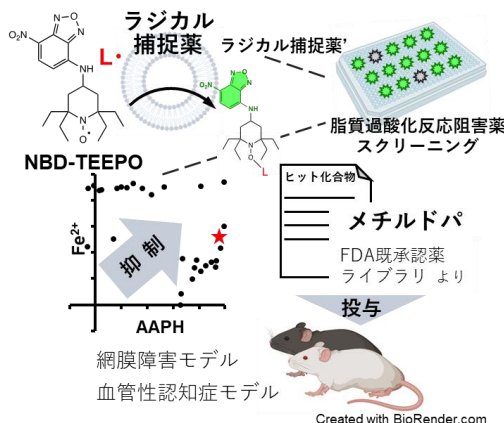 ラジカル
捕捉薬
O₂N
N
O
N
NH
L•
N
O•
NBD-TEEPO
ラジカル捕捉薬’
O₂N
N
O
N
NH
N
O
L
脂質過酸化反応阻害薬
スクリーニング
Fe²⁺
抑制
AAPH
ヒット化合物
メチルドパ
FDA既承認薬
ライブラリ より
投与
網膜障害モデル
血管性認知症モデル
Created with BioRender.com